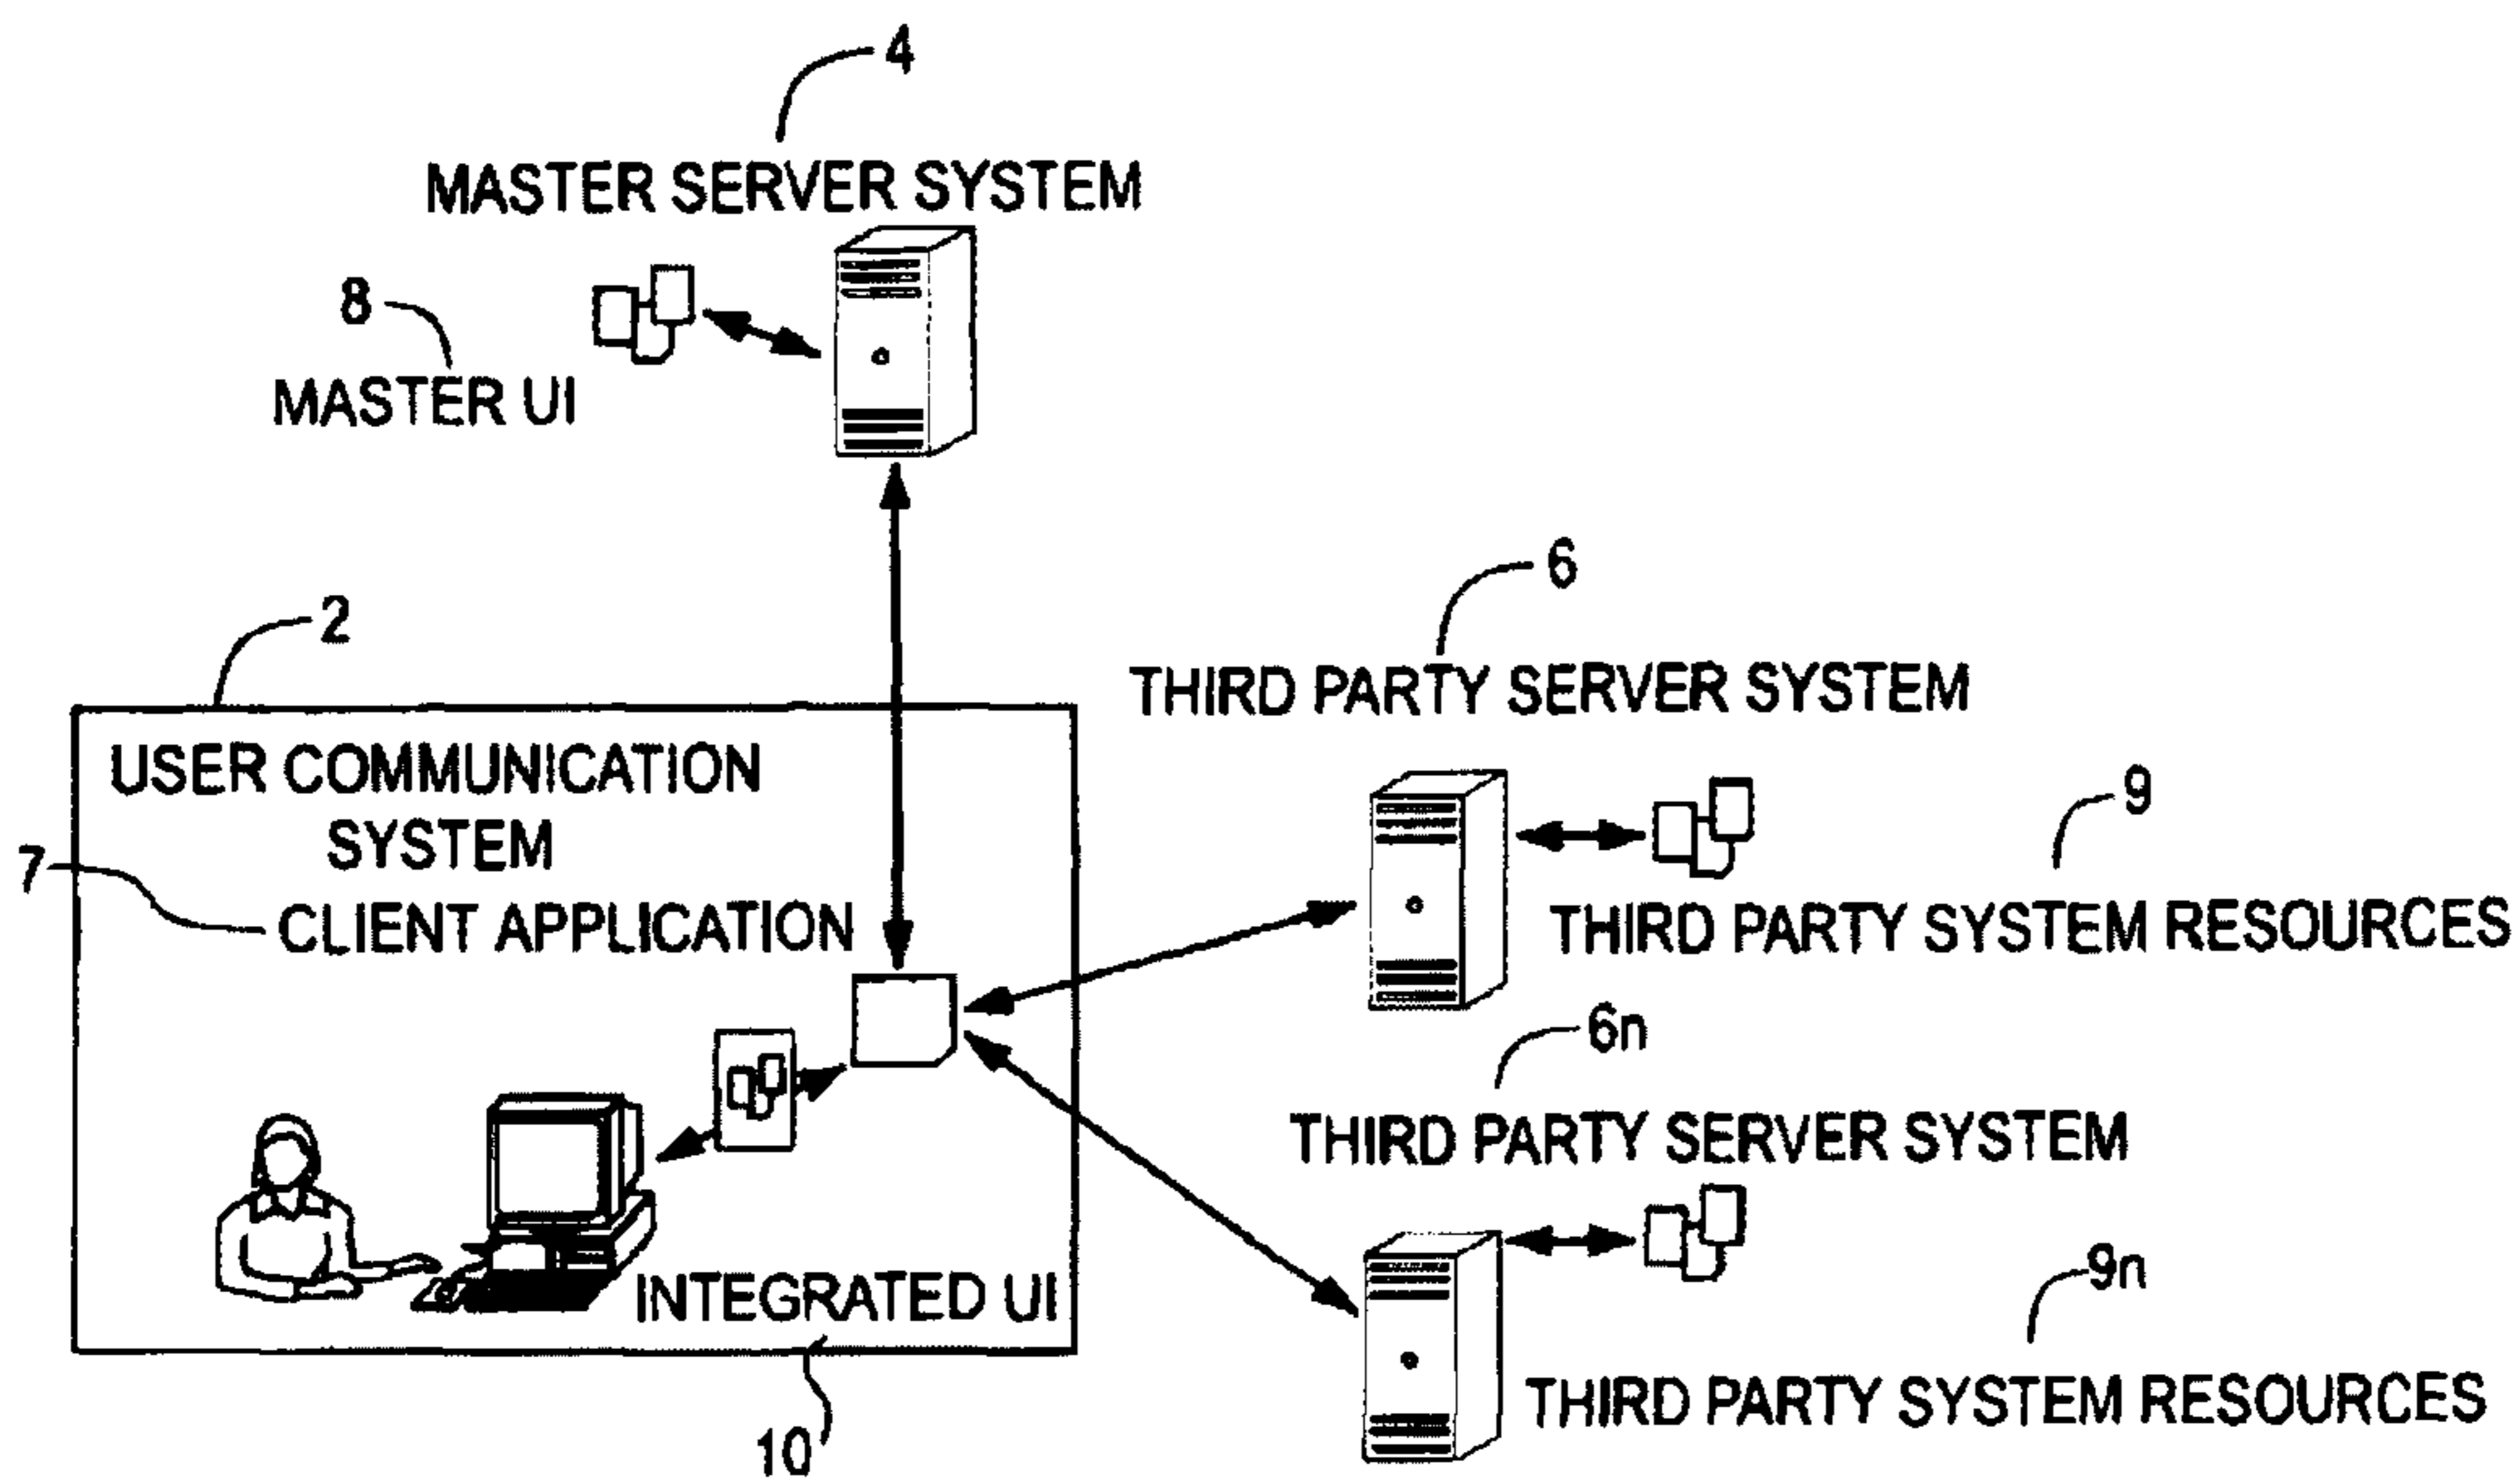 4
MASTER SERVER SYSTEM
8
MASTER UI
6
2
THIRD PARTY SERVER SYSTEM
USER COMMUNICATION
SYSTEM
9
7
CLIENT APPLICATION
THIRD PARTY SYSTEM RESOURCES
6n
THIRD PARTY SERVER SYSTEM
9n
INTEGRATED UI
THIRD PARTY SYSTEM RESOURCES
10